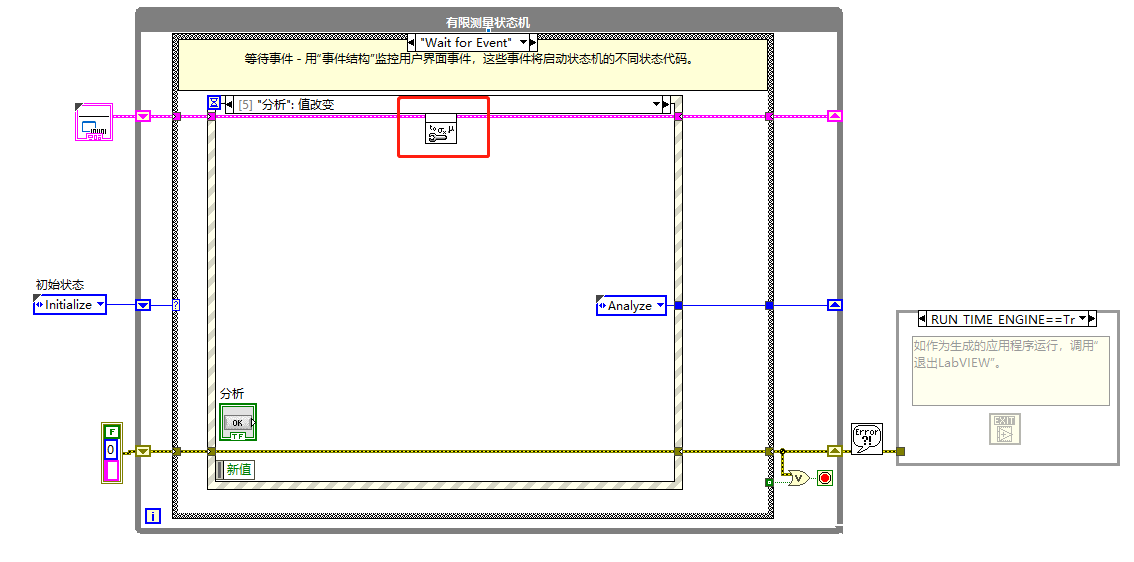 有限测量状态机
"Wait for Event"
等待事件 - 用“事件结构”监控用户界面事件，这些事件将启动状态机的不同状态代码。
[5] "分析": 值改变
初始状态
Initialize
?
Analyze
RUN TIME ENGINE==Tr
如作为生成的应用程序运行，调用“
退出LabVIEW”。
EXIT
分析
OK
TF
F
0
Error
?!
V
新值
i